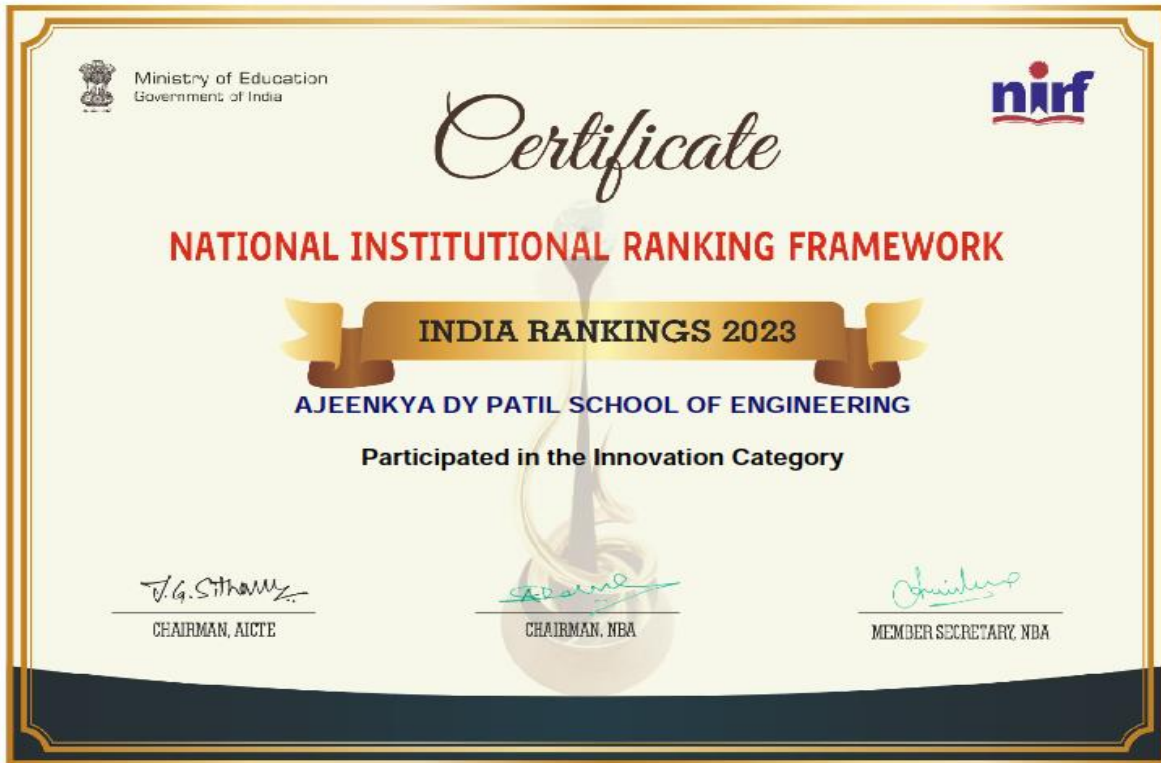 Ministry of Education
Government of India
nirf
Certificate
NATIONAL INSTITUTIONAL RANKING FRAMEWORK
INDIA RANKINGS 2023
AJEENKYA DY PATIL SCHOOL OF ENGINEERING
Participated in the Innovation Category
CHAIRMAN, AICTE
CHAIRMAN, NBA
MEMBER SECRETARY, NBA